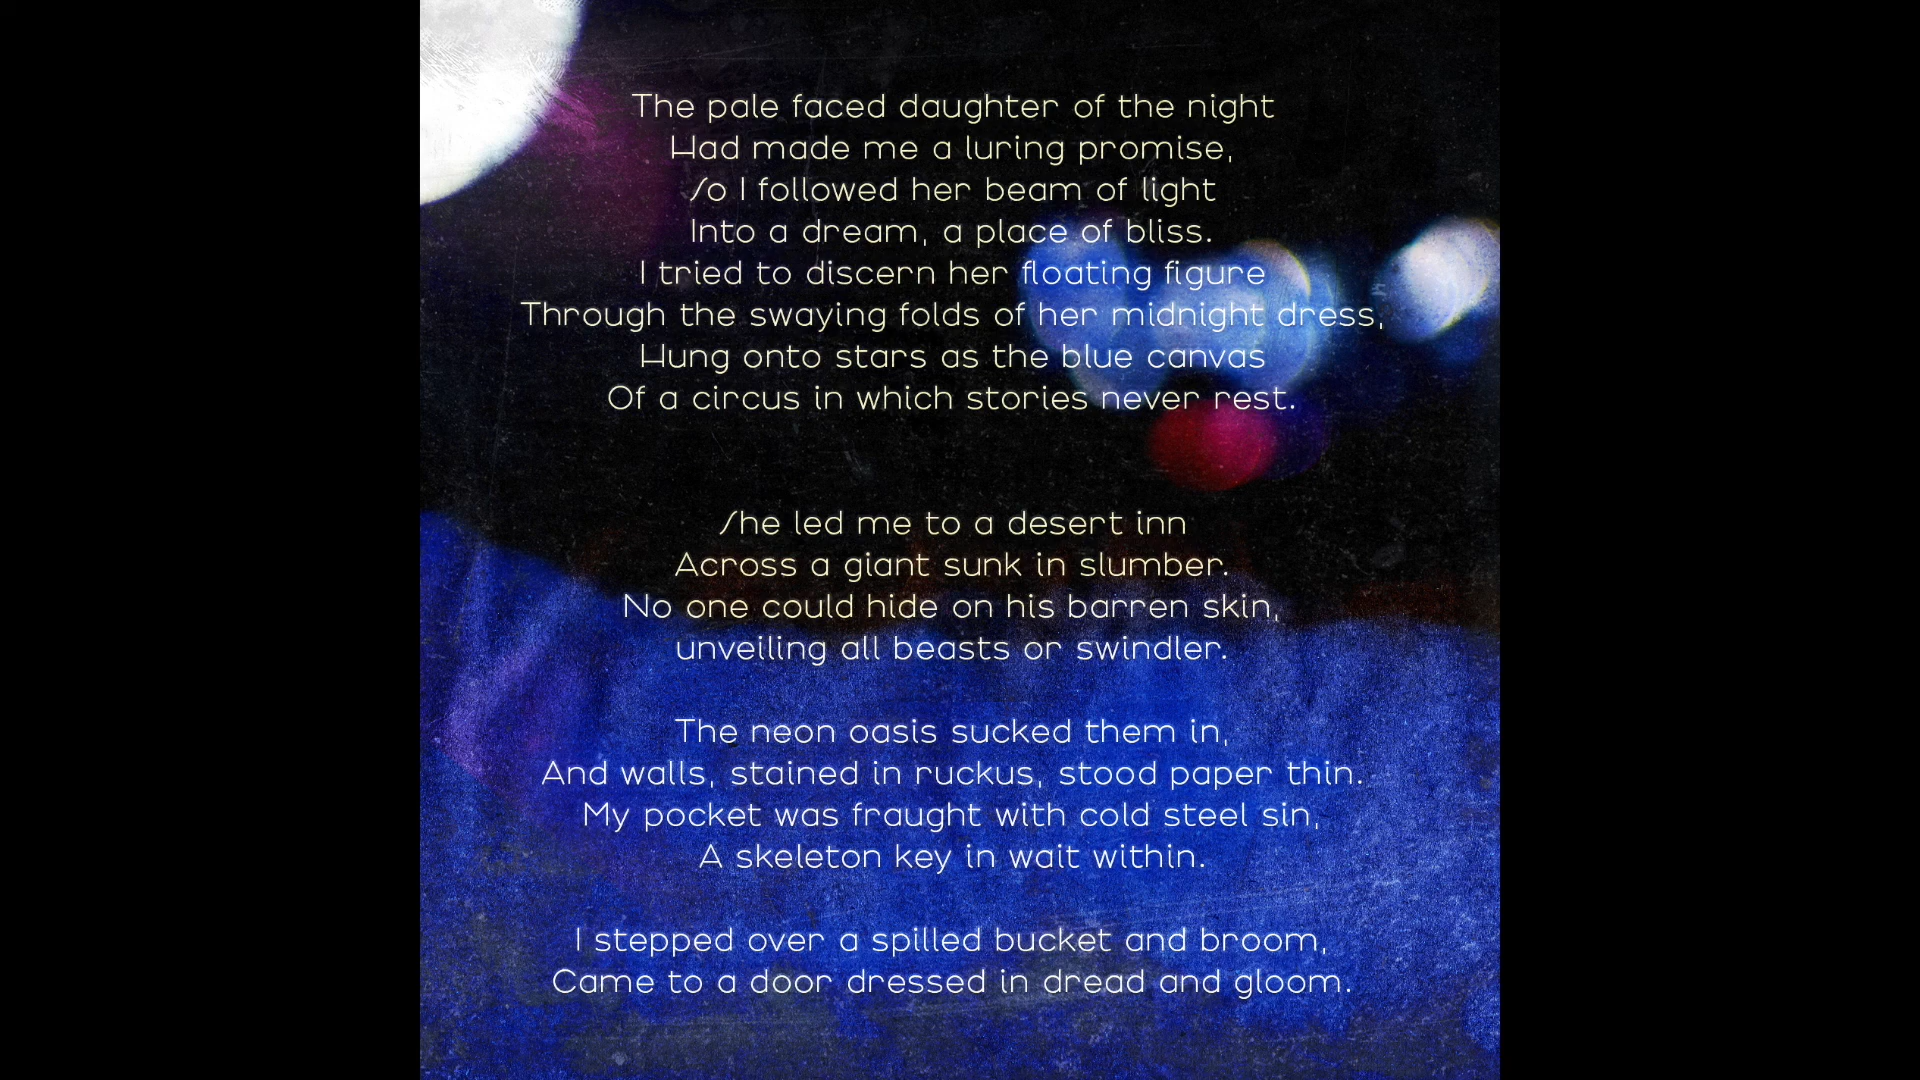 The pale faced daughter of the night
Had made me a luring promise,
So I followed her beam of light
Into a dream, a place of bliss.
I tried to discern her floating figure
Through the swaying folds of her midnight dress,
Hung onto stars as the blue canvas
Of a circus in which stories never rest.
She led me to a desert inn
Across a giant sunk in slumber.
No one could hide on his barren skin,
unveiling all beasts or swindler.
The neon oasis sucked them in,
And walls, stained in ruckus, stood paper thin.
My pocket was fraught with cold steel sin,
A skeleton key in wait within.
I stepped over a spilled bucket and broom,
Came to a door dressed in dread and gloom.